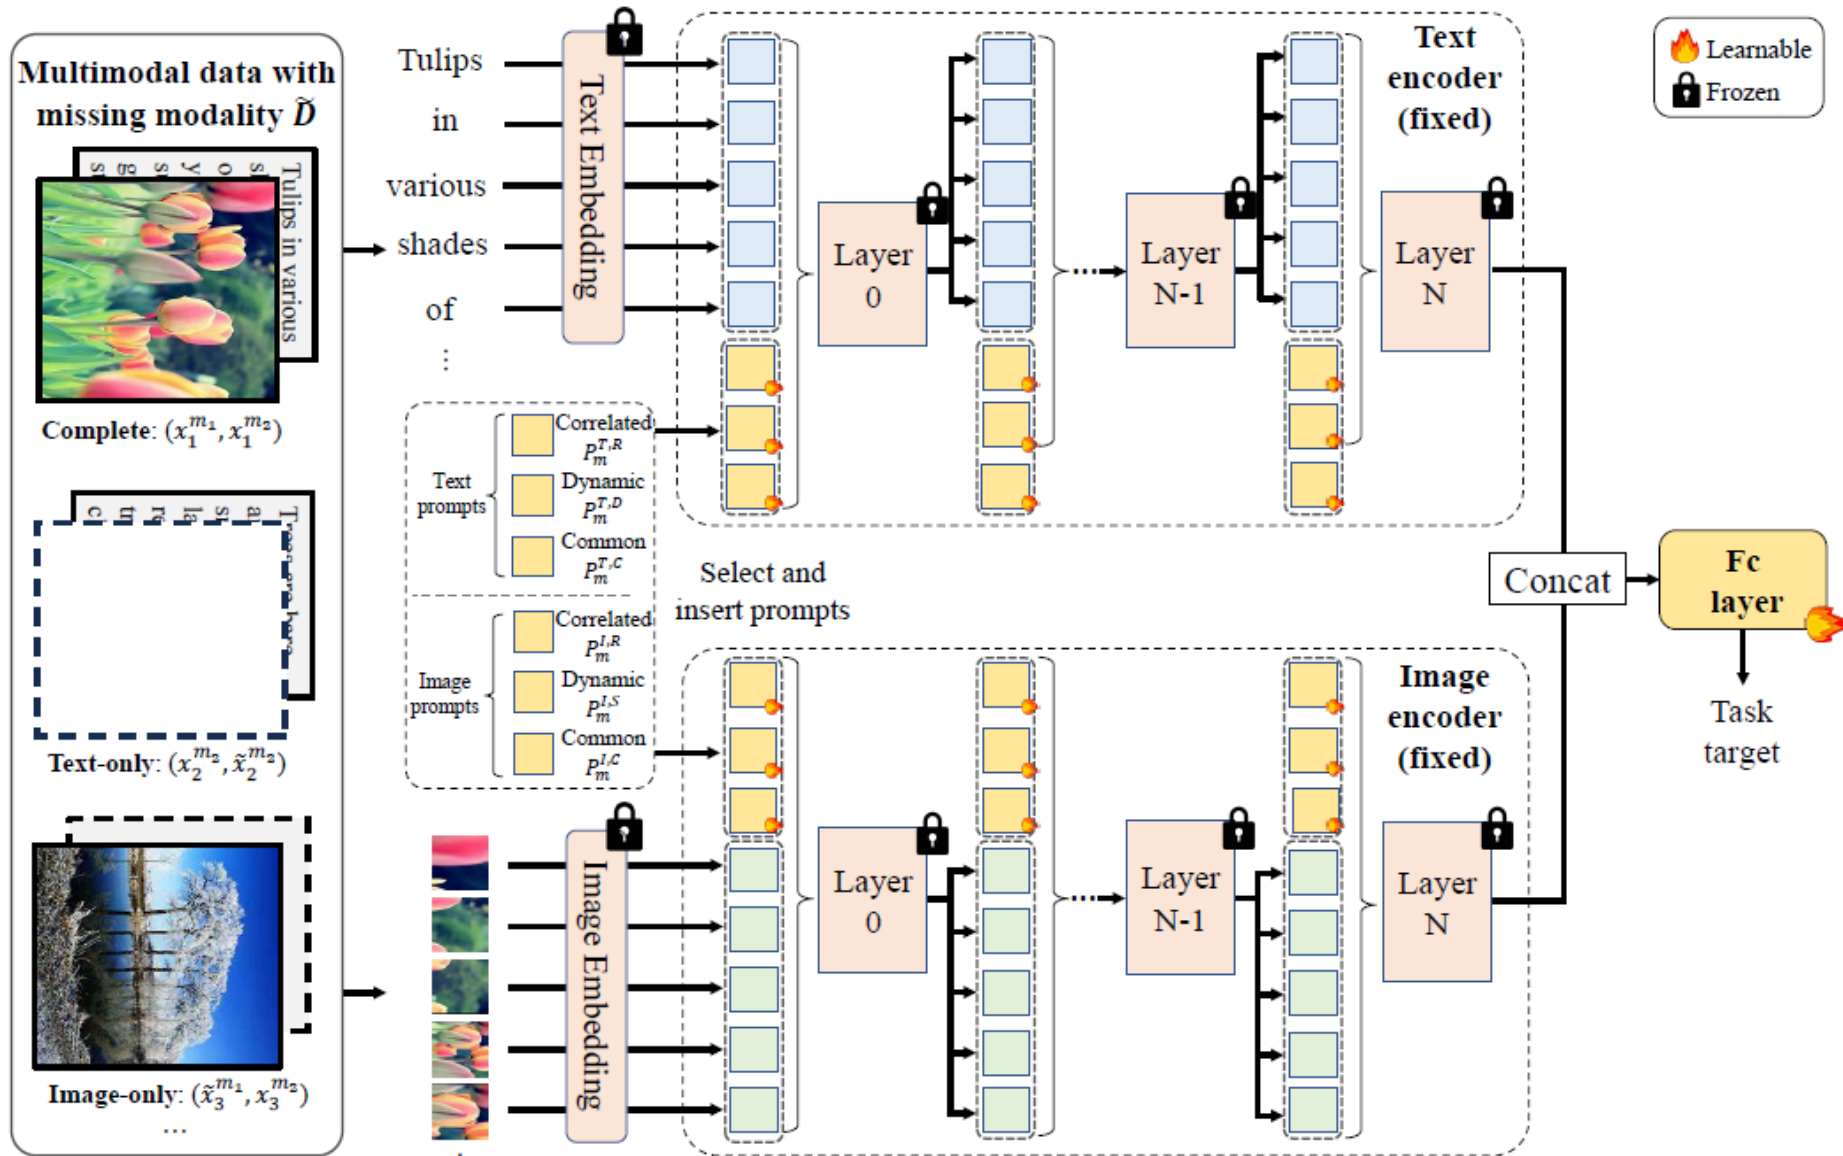 Multimodal data with
missing modality D̃
Tulips in various
s
o
y
s
g
s
Complete: (x₁^{m₁}, x₁^{m₂})
Text-only: (x₂^{m₂}, x̃₂^{m₂})
Image-only: (x̃₃^{m₁}, x₃^{m₂})
...
Tulips
in
various
shades
of
⋮
Text Embedding
Text
prompts
Correlated
P_m^{T,R}
Dynamic
P_m^{T,D}
Common
P_m^{T,C}
Image
prompts
Correlated
P_m^{I,R}
Dynamic
P_m^{I,S}
Common
P_m^{I,C}
Image Embedding
Select and
insert prompts
Text
encoder
(fixed)
Layer
0
Layer
N-1
Layer
N
Image
encoder
(fixed)
Layer
0
Layer
N-1
Layer
N
Concat
Fc
layer
Task
target
Learnable
Frozen